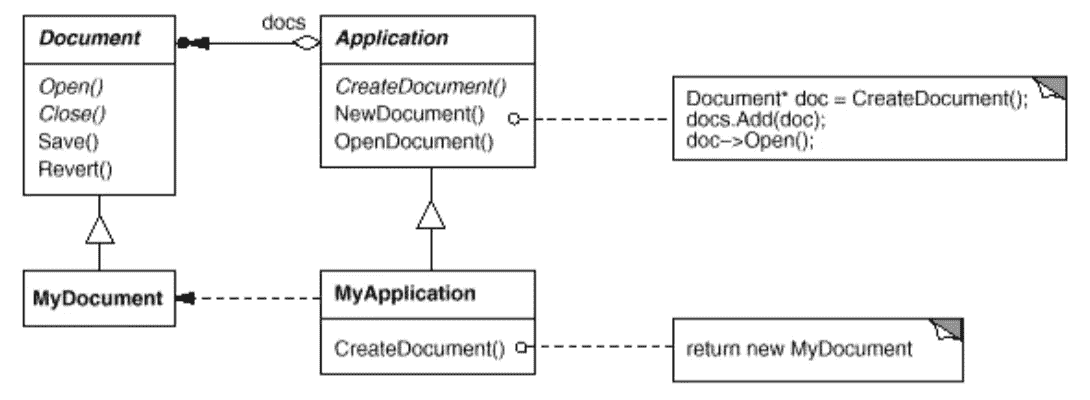 docs
Document
Open()
Close()
Save()
Revert()
Application
CreateDocument()
NewDocument()
OpenDocument()
Document* doc = CreateDocument();
docs.Add(doc);
doc->Open();
MyDocument
MyApplication
CreateDocument()
return new MyDocument